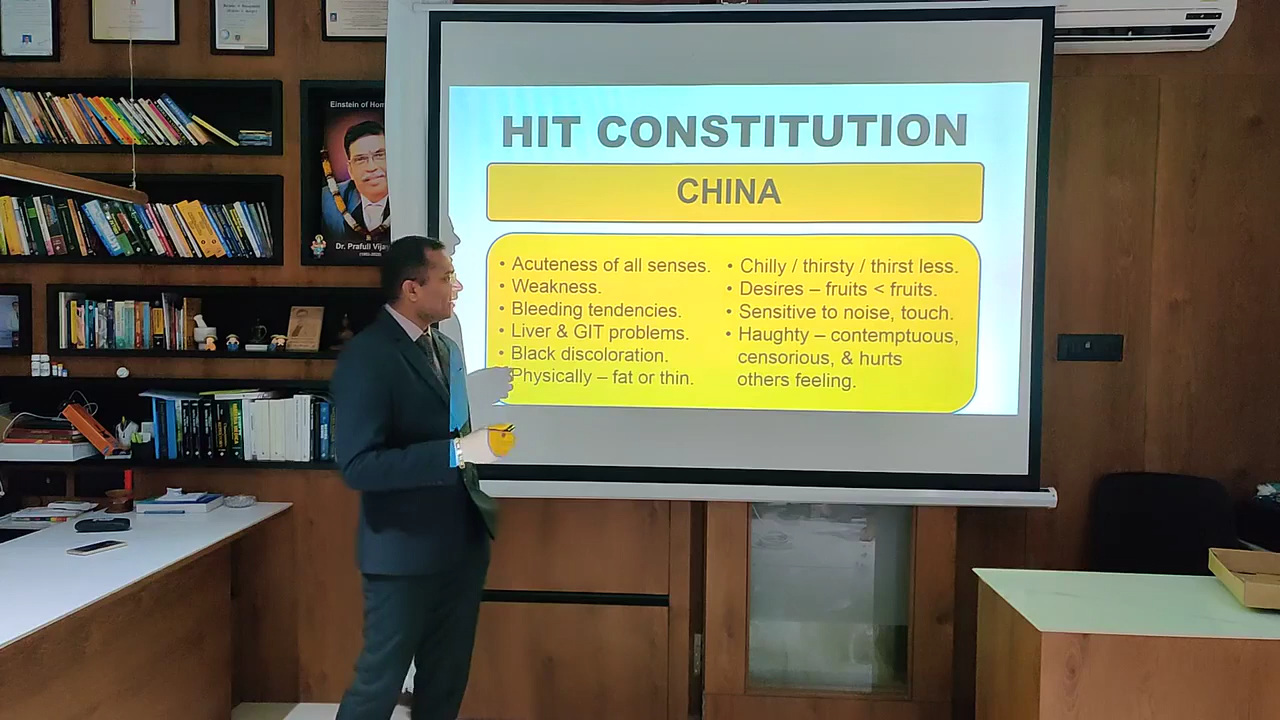 Einstein of Hom
Dr. Prafull Vijay
HIT CONSTITUTION
CHINA
• Acuteness of all senses.
• Weakness.
• Bleeding tendencies.
• Liver & GIT problems.
• Black discoloration.
Physically – fat or thin.
• Chilly / thirsty / thirst less.
• Desires – fruits < fruits.
• Sensitive to noise, touch.
• Haughty – contemptuous,
censorious, & hurts
others feeling.